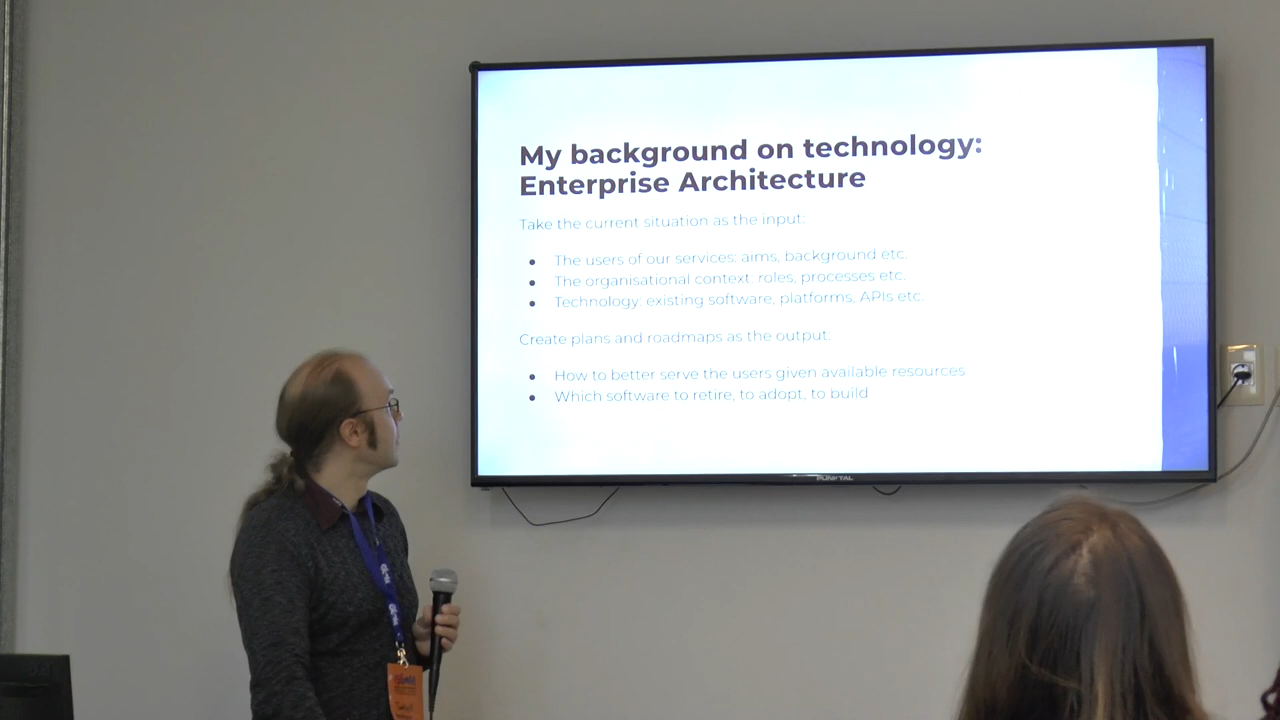 My background on technology:
Enterprise Architecture
Take the current situation as the input:
● The users of our services: aims, background etc.
● The organisational context: roles, processes etc.
● Technology: existing software, platforms, APIs etc.
Create plans and roadmaps as the output:
● How to better serve the users given available resources
● Which software to retire, to adopt, to build
PUNKTAL